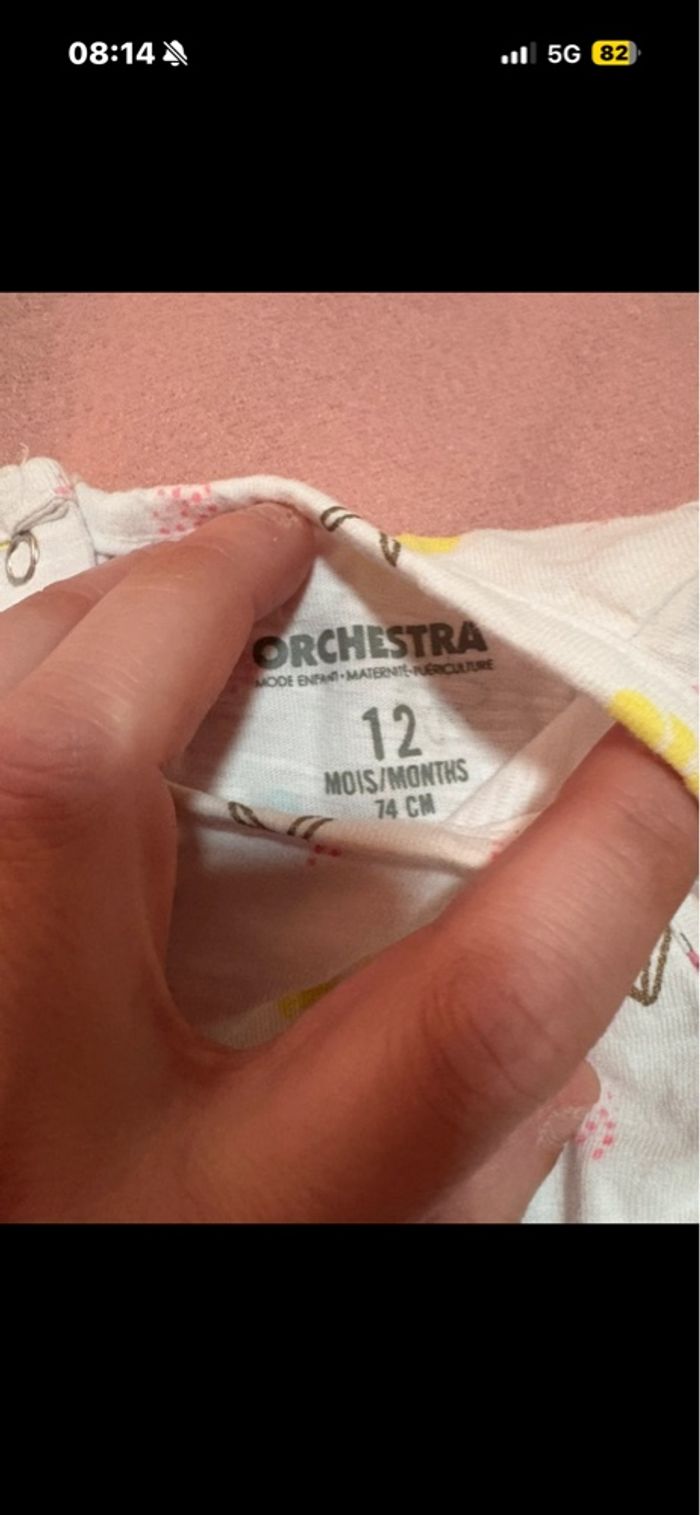 08:14
5G 82
ORCHESTRA
MODE ENFANT•MATERNITÉ-PUÉRICULTURE
12
MOIS/MONTHS
74 CM